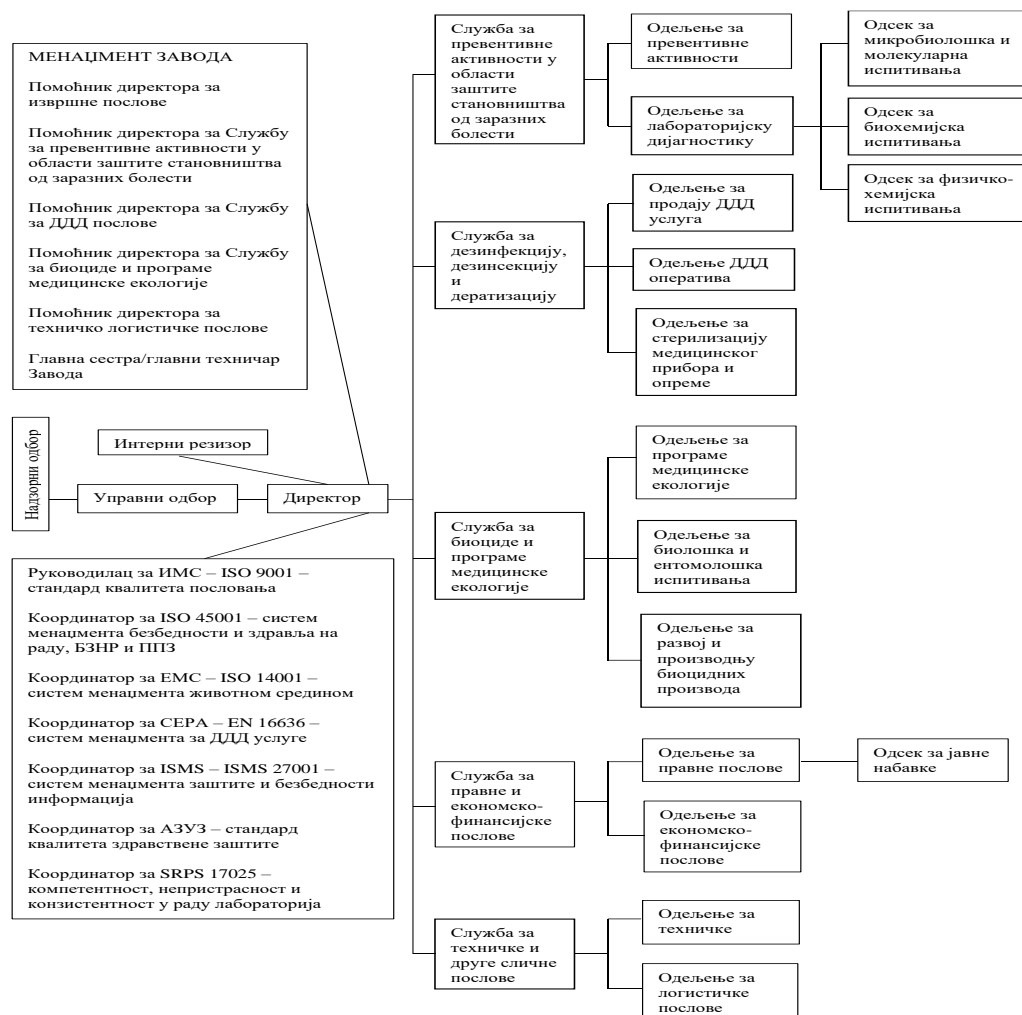 МЕНАЏМЕНТ ЗАВОДА
Помоћник директора за
извршне послове
Помоћник директора за Службу
за превентивне активности у
области заштите становништва
од заразних болести
Помоћник директора за Службу
за ДДД послове
Помоћник директора за Службу
за биоциде и програме
медицинске екологије
Помоћник директора за
техничко логистичке послове
Главна сестра/главни техничар
Завода
Надзорни одбор
Интерни резизор
Управни одбор
Директор
Руководилац за ИМС – ISO 9001 –
стандард квалитета пословања
Координатор за ISO 45001 – систем
менаџмента безбедности и здравља на
раду, БЗНР и ППЗ
Координатор за ЕМС – ISO 14001 –
систем менаџмента животном средином
Координатор за СЕРА – EN 16636 –
систем менаџмента за ДДД услуге
Координатор за ISMS – ISMS 27001 –
систем менаџмента заштите и безбедности
информација
Координатор за АЗУЗ – стандард
квалитета здравствене заштите
Координатор за SRPS 17025 –
компетентност, непристрасност и
конзистентност у раду лабораторија
Служба за
превентивне
активности у
области
заштите
становништва
од заразних
болести
Одељење за
превентивне
активности
Одељење за
лабораторијску
дијагностику
Одсек за
микробиолошка и
молекуларна
испитивања
Одсек за
биохемијска
испитивања
Одсек за физичко-
хемијска
испитивања
Служба за
дезинфекцију,
дезинсекцију
и
дератизацију
Одељење за
продају ДДД
услуга
Одељење ДДД
оператива
Одељење за
стерилизацију
медицинског
прибора и
опреме
Служба за
биоциде и
програме
медицинске
екологије
Одељење за
програме
медицинске
екологије
Одељење за
биолошка и
ентомолошка
испитивања
Одељење за
развој и
производњу
биоцидних
производа
Служба за
правне и
економско-
финансијске
послове
Одељење за
правне послове
Одсек за јавне
набавке
Одељење за
економско-
финансијске
послове
Служба за
техничке и
друге сличне
послове
Одељење за
техничке
Одељење за
логистичке
послове